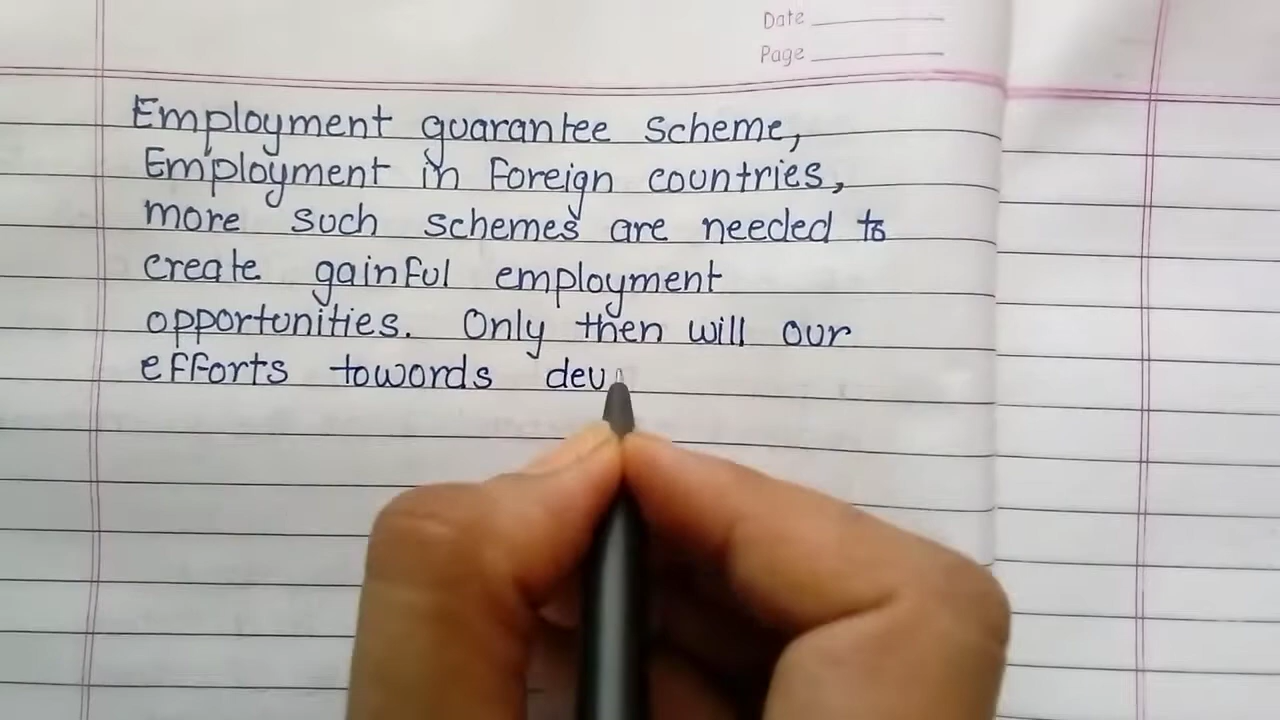 Date
Page
Employment guarantee scheme,
Employment in foreign countries,
more such schemes are needed to
create gainful employment
opportunities. Only then will our
efforts towords dev